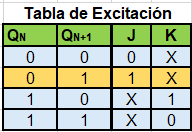 Tabla de Excitación
QN QN+1 J K
0 0 0 X
0 1 1 X
1 0 X 1
1 1 X 0